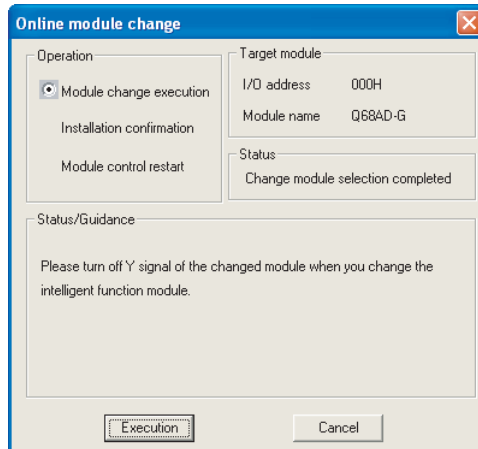 Online module change
Operation
Module change execution
Installation confirmation
Module control restart
Target module
I/O address 000H
Module name Q68AD-G
Status
Change module selection completed
Status/Guidance
Please turn off Y signal of the changed module when you change the
intelligent function module.
Execution Cancel